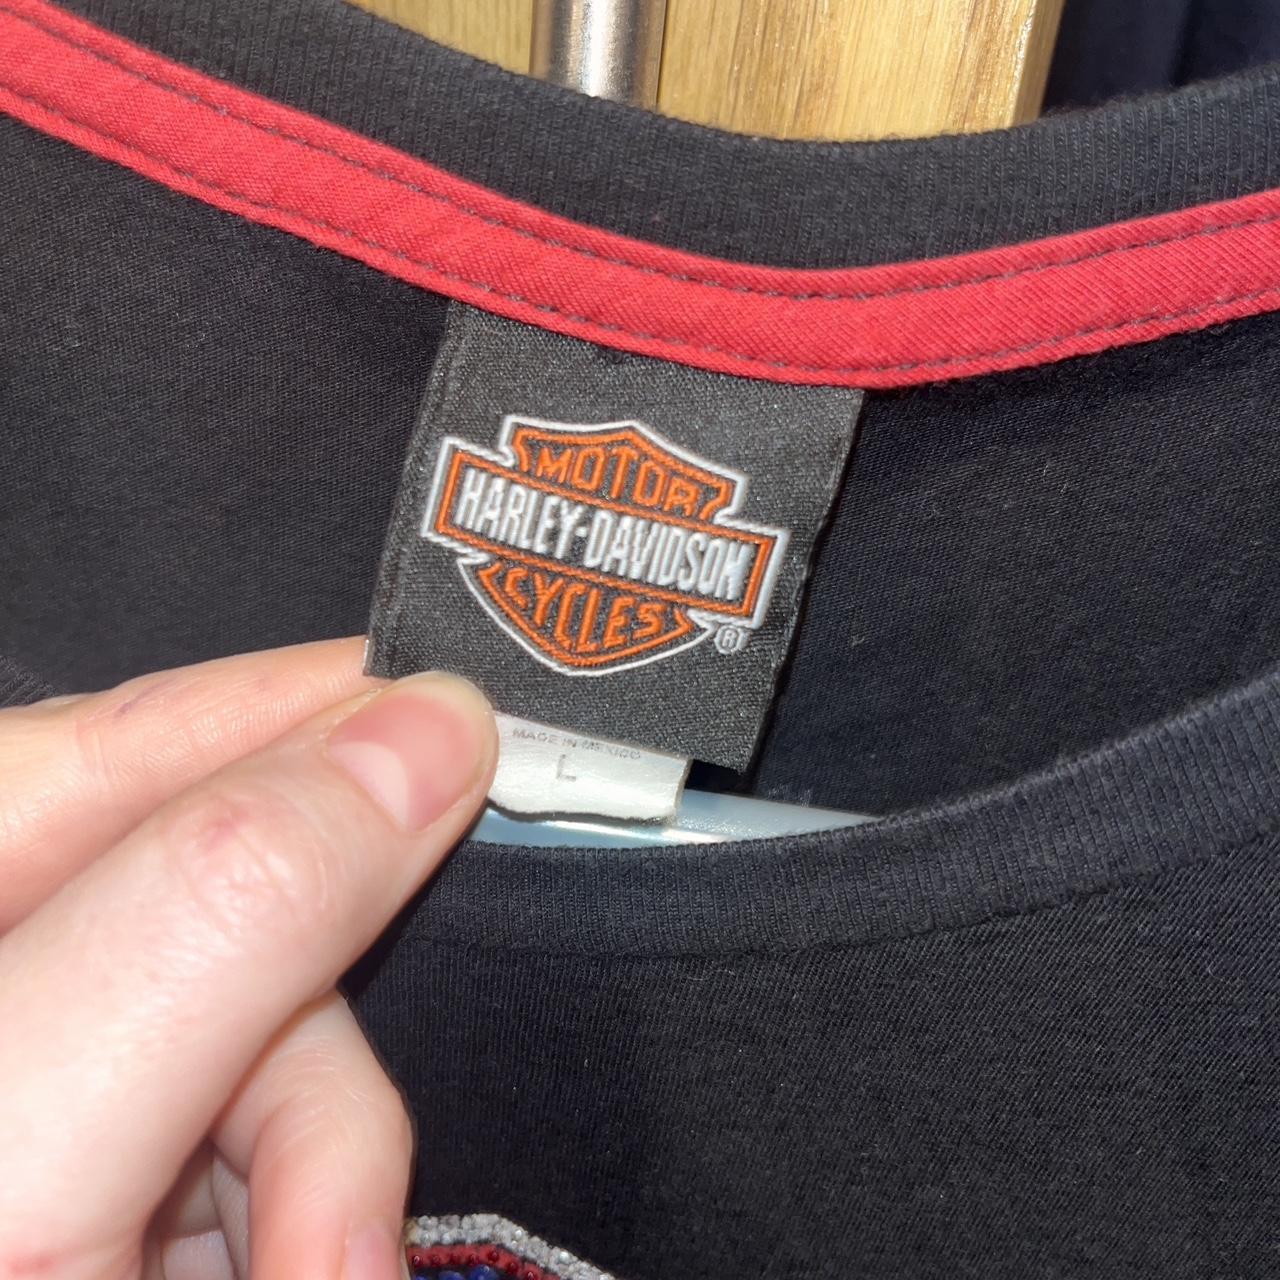 MOTOR
HARLEY-DAVIDSON
CYCLES
®
MADE IN MEXICO
L